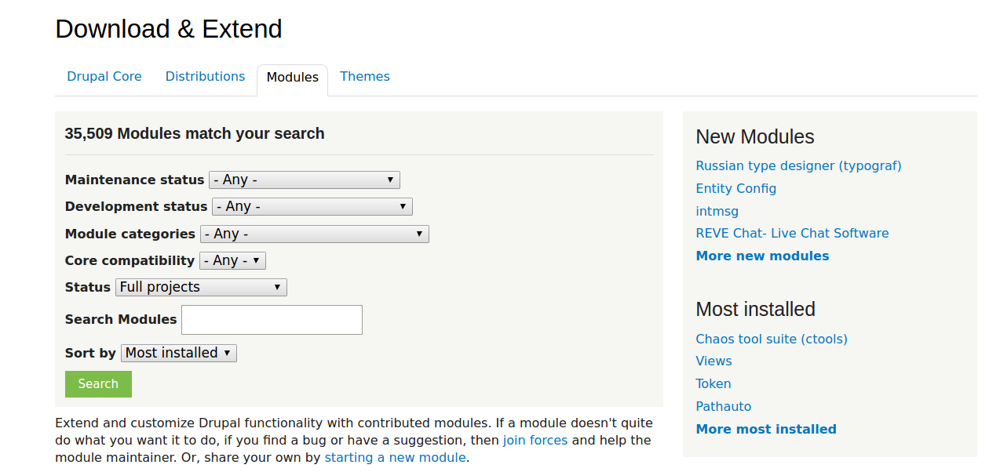 Download & Extend
Drupal Core Distributions Modules Themes
35,509 Modules match your search
Maintenance status - Any -
Development status - Any -
Module categories - Any -
Core compatibility - Any -
Status Full projects
Search Modules
Sort by Most installed
Search
Extend and customize Drupal functionality with contributed modules. If a module doesn't quite
do what you want it to do, if you find a bug or have a suggestion, then join forces and help the
module maintainer. Or, share your own by starting a new module.
New Modules
Russian type designer (typograf)
Entity Config
intmsg
REVE Chat- Live Chat Software
More new modules
Most installed
Chaos tool suite (ctools)
Views
Token
Pathauto
More most installed